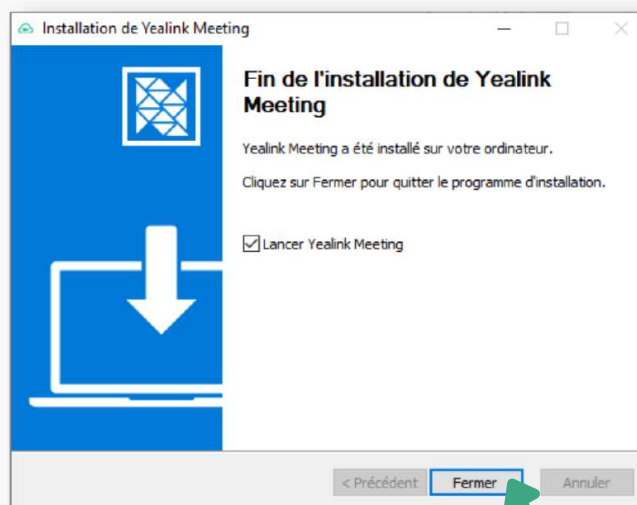 Installation de Yealink Meeting
Fin de l'installation de Yealink
Meeting
Yealink Meeting a été installé sur votre ordinateur.
Cliquez sur Fermer pour quitter le programme d'installation.
Lancer Yealink Meeting
< Précédent Fermer Annuler